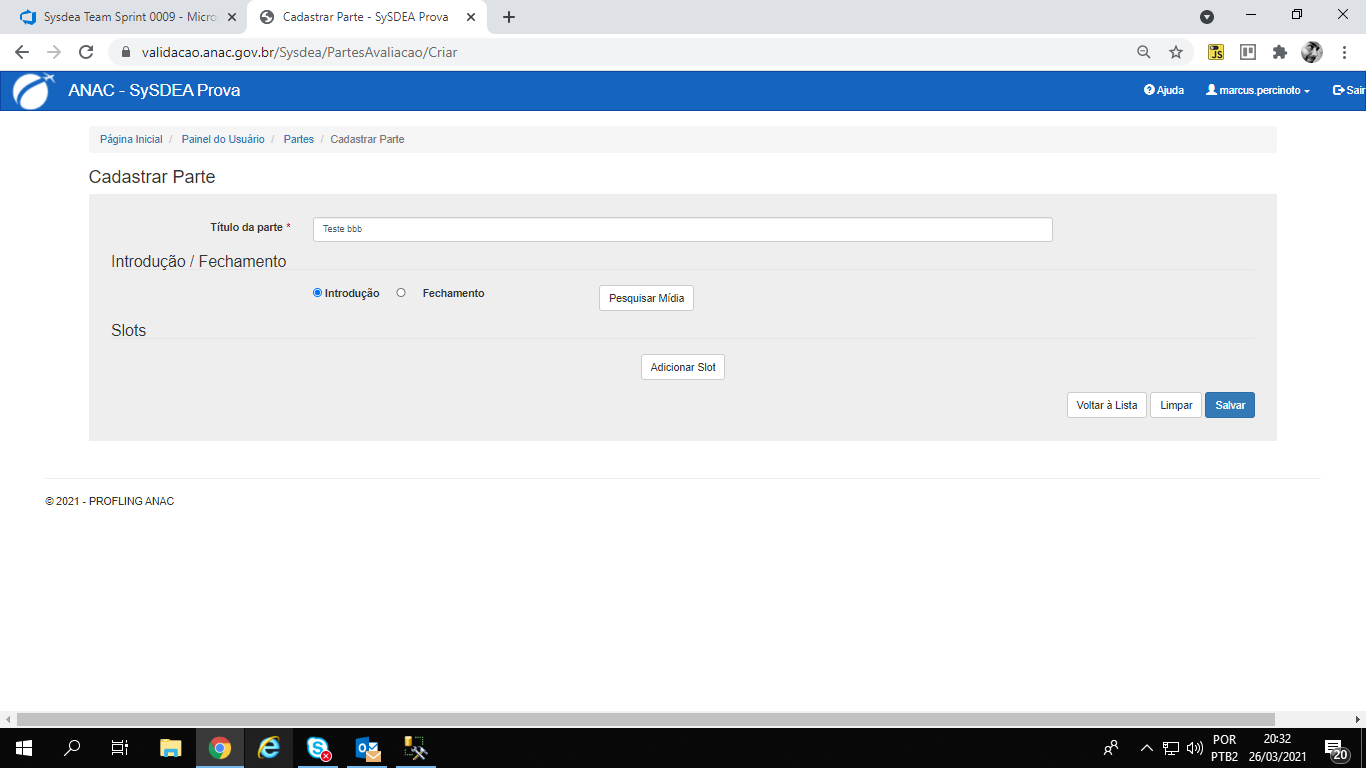 Sysdea Team Sprint 0009 - Micro
Cadastrar Parte - SySDEA Prova
validacao.anac.gov.br/Sysdea/PartesAvaliacao/Criar
JS
ANAC - SySDEA Prova
Ajuda
marcus.percinoto
Sair
Página Inicial / Painel do Usuário / Partes / Cadastrar Parte
Cadastrar Parte
Título da parte *
Teste bbb
Introdução / Fechamento
Introdução
Fechamento
Pesquisar Mídia
Slots
Adicionar Slot
Voltar à Lista
Limpar
Salvar
© 2021 - PROFLING ANAC
POR
PTB2
20:32
26/03/2021
20